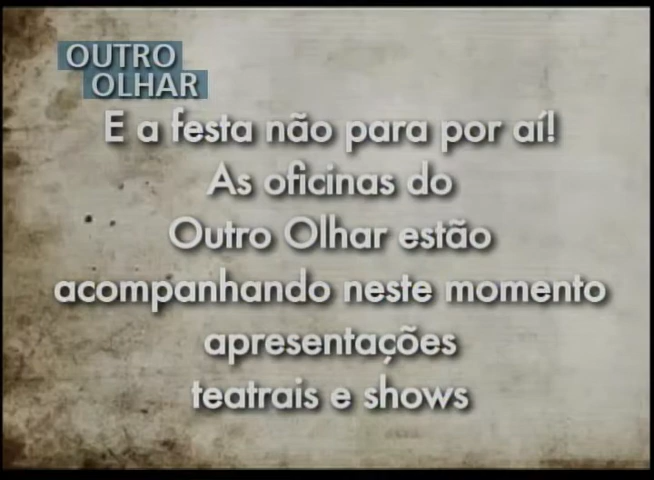 OUTRO
OLHAR
E a festa não para por aí!
As oficinas do
Outro Olhar estão
acompanhando neste momento
apresentações
teatrais e shows